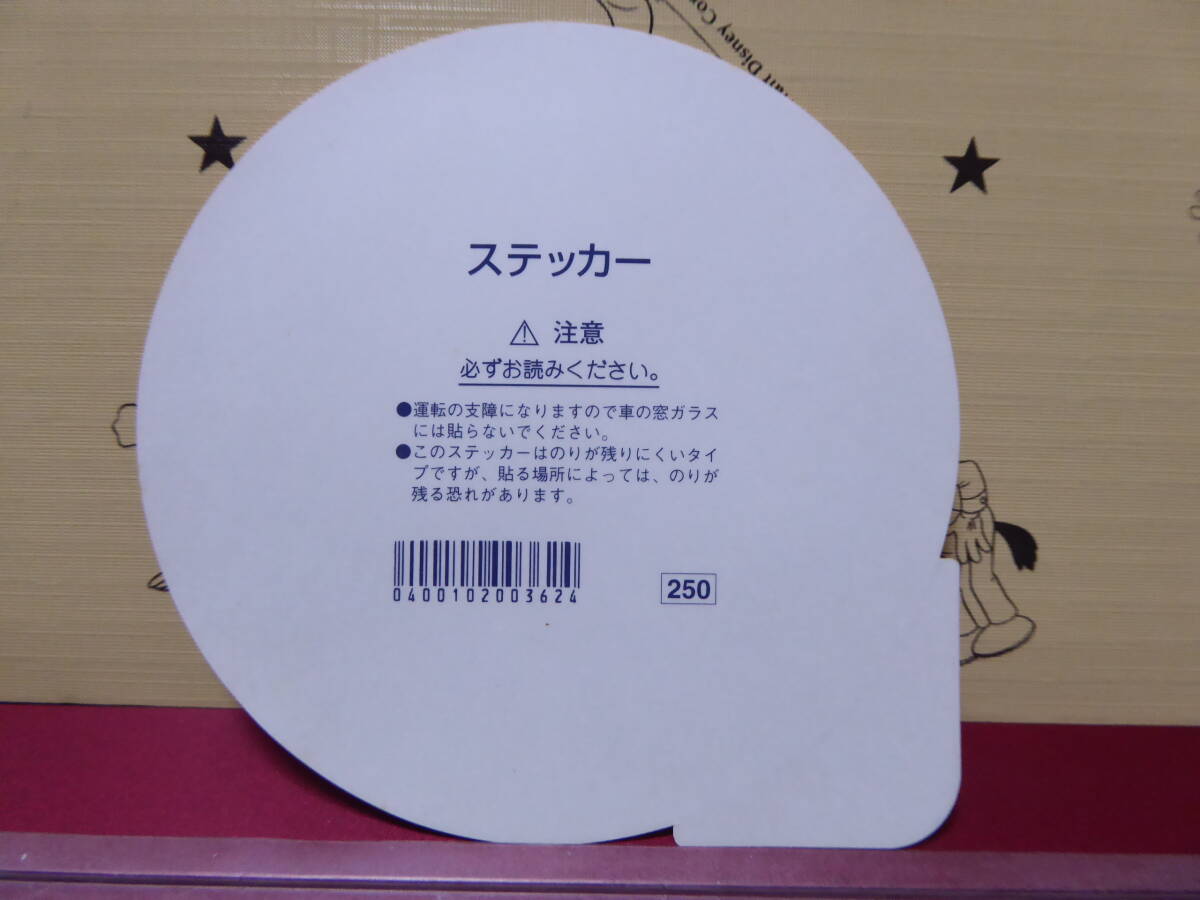 Walt Disney Com
ステッカー
⚠ 注意
必ずお読みください。
●運転の支障になりますので車の窓ガラス
には貼らないでください。
●このステッカーはのりが残りにくいタイ
プですが、貼る場所によっては、のりが
残る恐れがあります。
0400102003624
250